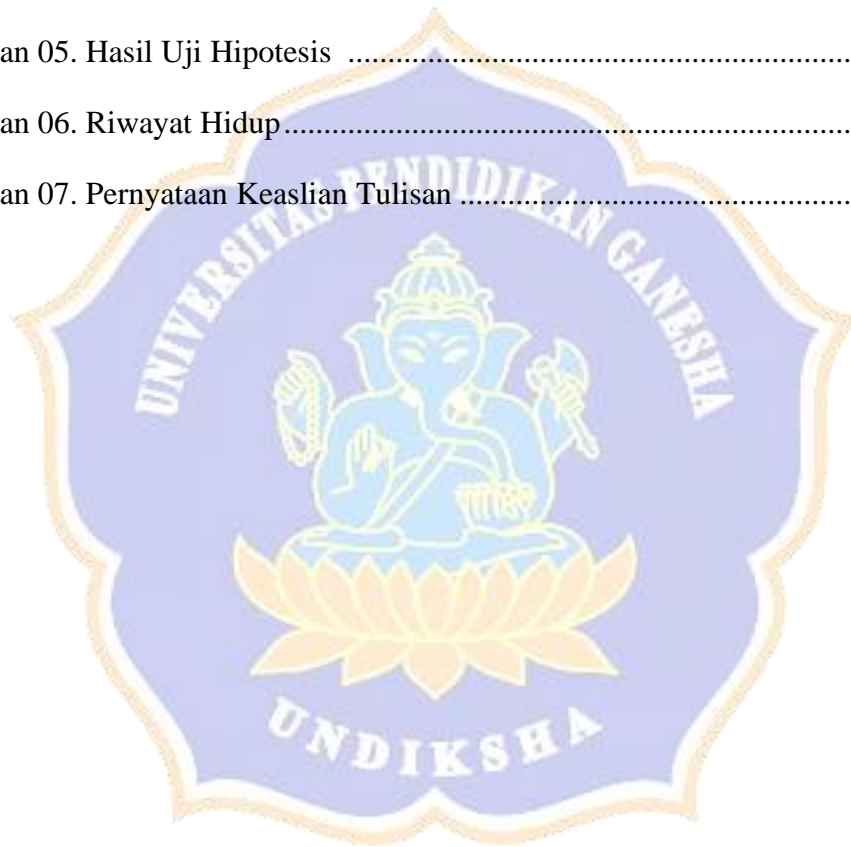 an 05. Hasil Uji Hipotesis ..................................................................
an 06. Riwayat Hidup..........................................................................
an 07. Pernyataan Keaslian Tulisan ...................................................
UNIVERSITAS PENDIDIKAN GANESHA
UNDIKSHA